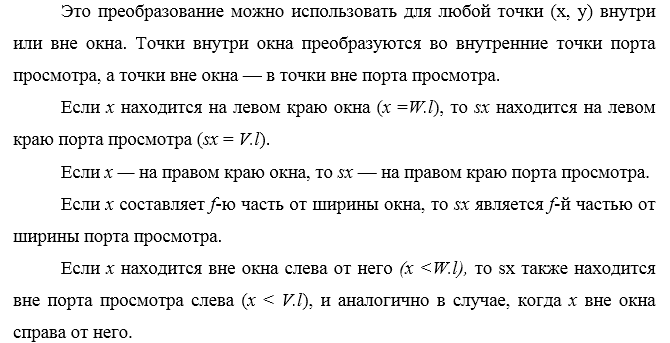 Это преобразование можно использовать для любой точки (x, y) внутри
или вне окна. Точки внутри окна преобразуются во внутренние точки порта
просмотра, а точки вне окна — в точки вне порта просмотра.
Если x находится на левом краю окна (x =W.l), то sx находится на левом
краю порта просмотра (sx = V.l).
Если x — на правом краю окна, то sx — на правом краю порта просмотра.
Если x составляет f-ю часть от ширины окна, то sx является f-й частью от
ширины порта просмотра.
Если x находится вне окна слева от него (x <W.l), то sx также находится
вне порта просмотра слева (x < V.l), и аналогично в случае, когда x вне окна
справа от него.